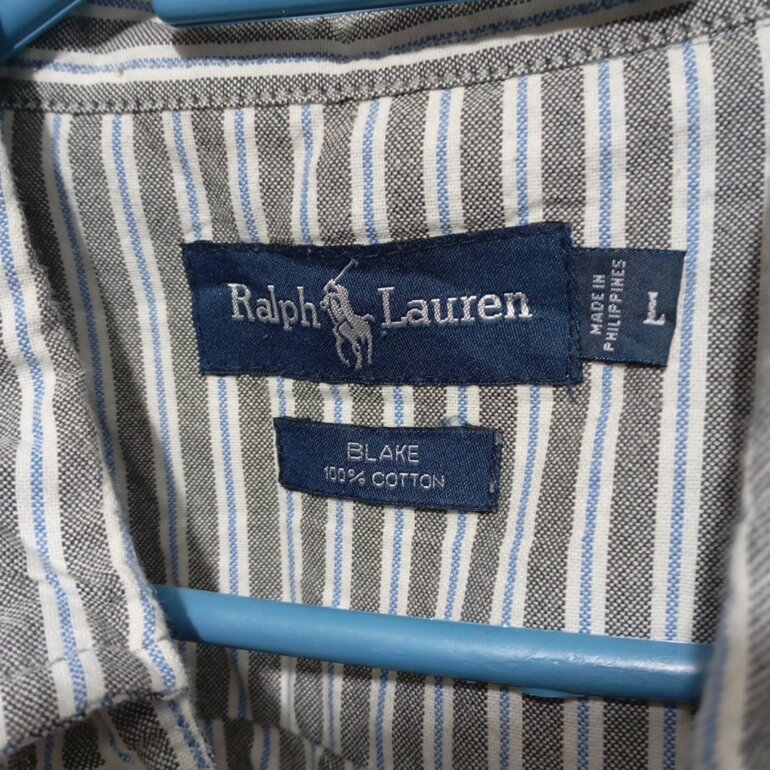 Ralph Lauren
MADE IN
PHILIPPINES
L
BLAKE
100% COTTON